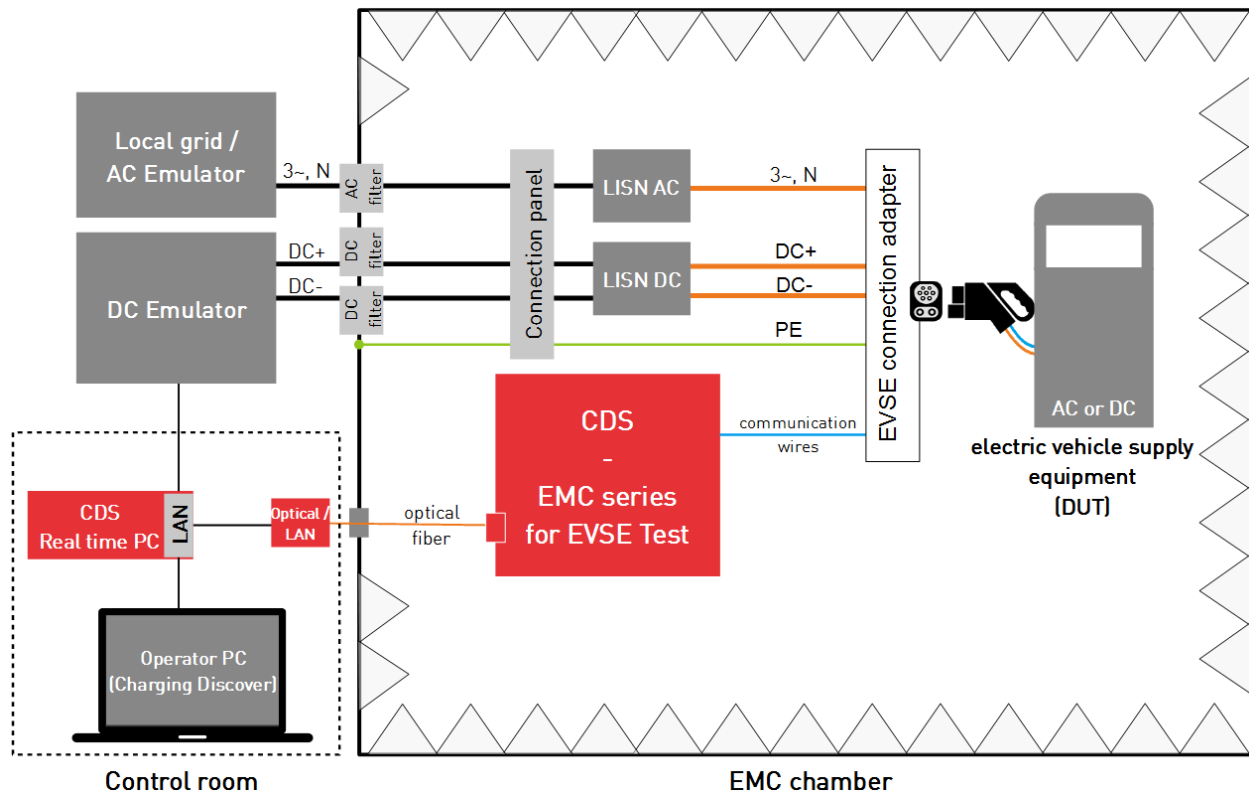 Local grid /
AC Emulator
3~, N
AC
filter
DC Emulator
DC+
DC-
DC
filter
DC
filter
Connection panel
LISN AC
LISN DC
3~, N
DC+
DC-
PE
EVSE connection adapter
AC or DC
electric vehicle supply
equipment
(DUT)
CDS
-
EMC series
for EVSE Test
communication
wires
CDS
Real time PC
LAN
Optical /
LAN
optical
fiber
Operator PC
(Charging Discover)
Control room
EMC chamber